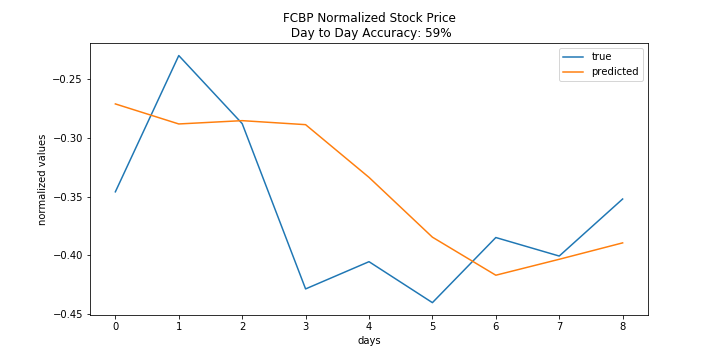 FCBP Normalized Stock Price
Day to Day Accuracy: 59%
true
predicted
normalized values
−0.25
−0.30
−0.35
−0.40
−0.45
0 1 2 3 4 5 6 7 8
days